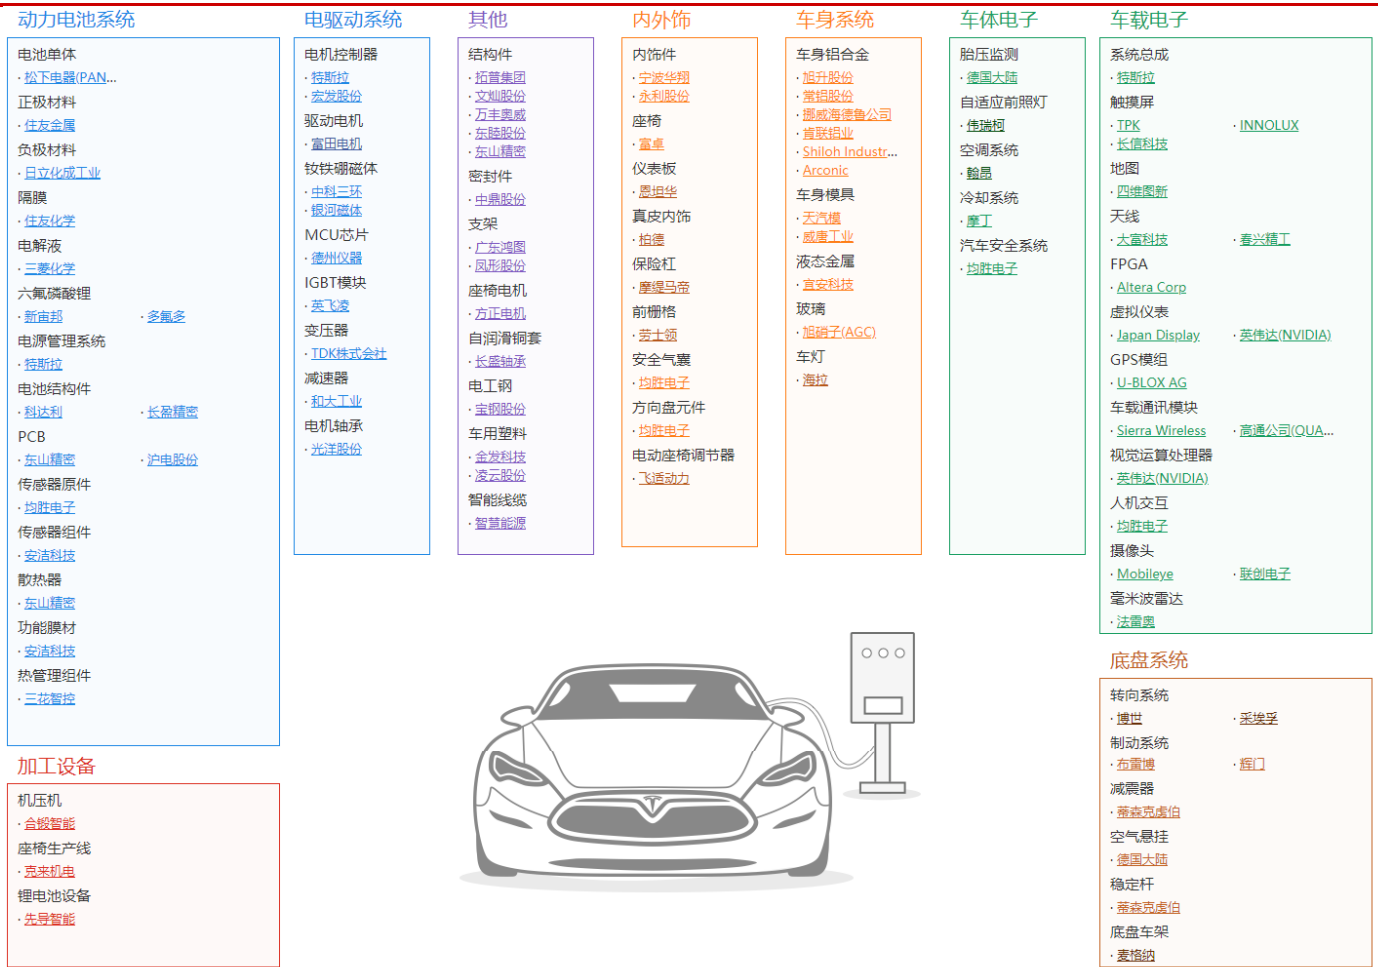 动力电池系统
电池单体
· 松下电器(PAN...
正极材料
· 住友金属
负极材料
· 日立化成工业
隔膜
· 住友化学
电解液
· 三菱化学
六氟磷酸锂
· 新宙邦 · 多氟多
电源管理系统
· 特斯拉
电池结构件
· 科达利 · 长盈精密
PCB
· 东山精密 · 沪电股份
传感器原件
· 均胜电子
传感器组件
· 安洁科技
散热器
· 东山精密
功能膜材
· 安洁科技
热管理组件
· 三花智控
加工设备
机压机
· 合锻智能
座椅生产线
· 克来机电
锂电池设备
· 先导智能
电驱动系统
电机控制器
· 特斯拉
· 宏发股份
驱动电机
· 富田电机
钕铁硼磁体
· 中科三环
· 银河磁体
MCU芯片
· 德州仪器
IGBT模块
· 英飞凌
变压器
· TDK株式会社
减速器
· 和大工业
电机轴承
· 光洋股份
其他
结构件
· 拓普集团
· 文灿股份
· 万丰奥威
· 东睦股份
· 东山精密
密封件
· 中鼎股份
支架
· 广东鸿图
· 凤形股份
座椅电机
· 方正电机
自润滑铜套
· 长盛轴承
电工钢
· 宝钢股份
车用塑料
· 金发科技
· 凌云股份
智能线缆
· 智慧能源
内外饰
内饰件
· 宁波华翔
· 永利股份
座椅
· 富卓
仪表板
· 恩坦华
真皮内饰
· 柏德
保险杠
· 摩缇马帝
前栅格
· 劳士领
安全气囊
· 均胜电子
方向盘元件
· 均胜电子
电动座椅调节器
· 飞适动力
车身系统
车身铝合金
· 旭升股份
· 常铝股份
· 挪威海德鲁公司
· 肯联铝业
· Shiloh Industr...
· Arconic
车身模具
· 天汽模
· 威唐工业
液态金属
· 宜安科技
玻璃
· 旭硝子(AGC)
车灯
· 海拉
车体电子
胎压监测
· 德国大陆
自适应前照灯
· 伟瑞柯
空调系统
· 翰昂
冷却系统
· 摩丁
汽车安全系统
· 均胜电子
车载电子
系统总成
· 特斯拉
触摸屏
· TPK · INNOLUX
· 长信科技
地图
· 四维图新
天线
· 大富科技 · 春兴精工
FPGA
· Altera Corp
虚拟仪表
· Japan Display · 英伟达(NVIDIA)
GPS模组
· U-BLOX AG
车载通讯模块
· Sierra Wireless · 高通公司(QUA...
视觉运算处理器
· 英伟达(NVIDIA)
人机交互
· 均胜电子
摄像头
· Mobileye · 联创电子
毫米波雷达
· 法雷奥
底盘系统
转向系统
· 博世 · 采埃孚
制动系统
· 布雷博 · 辉门
减震器
· 蒂森克虏伯
空气悬挂
· 德国大陆
稳定杆
· 蒂森克虏伯
底盘车架
· 麦格纳